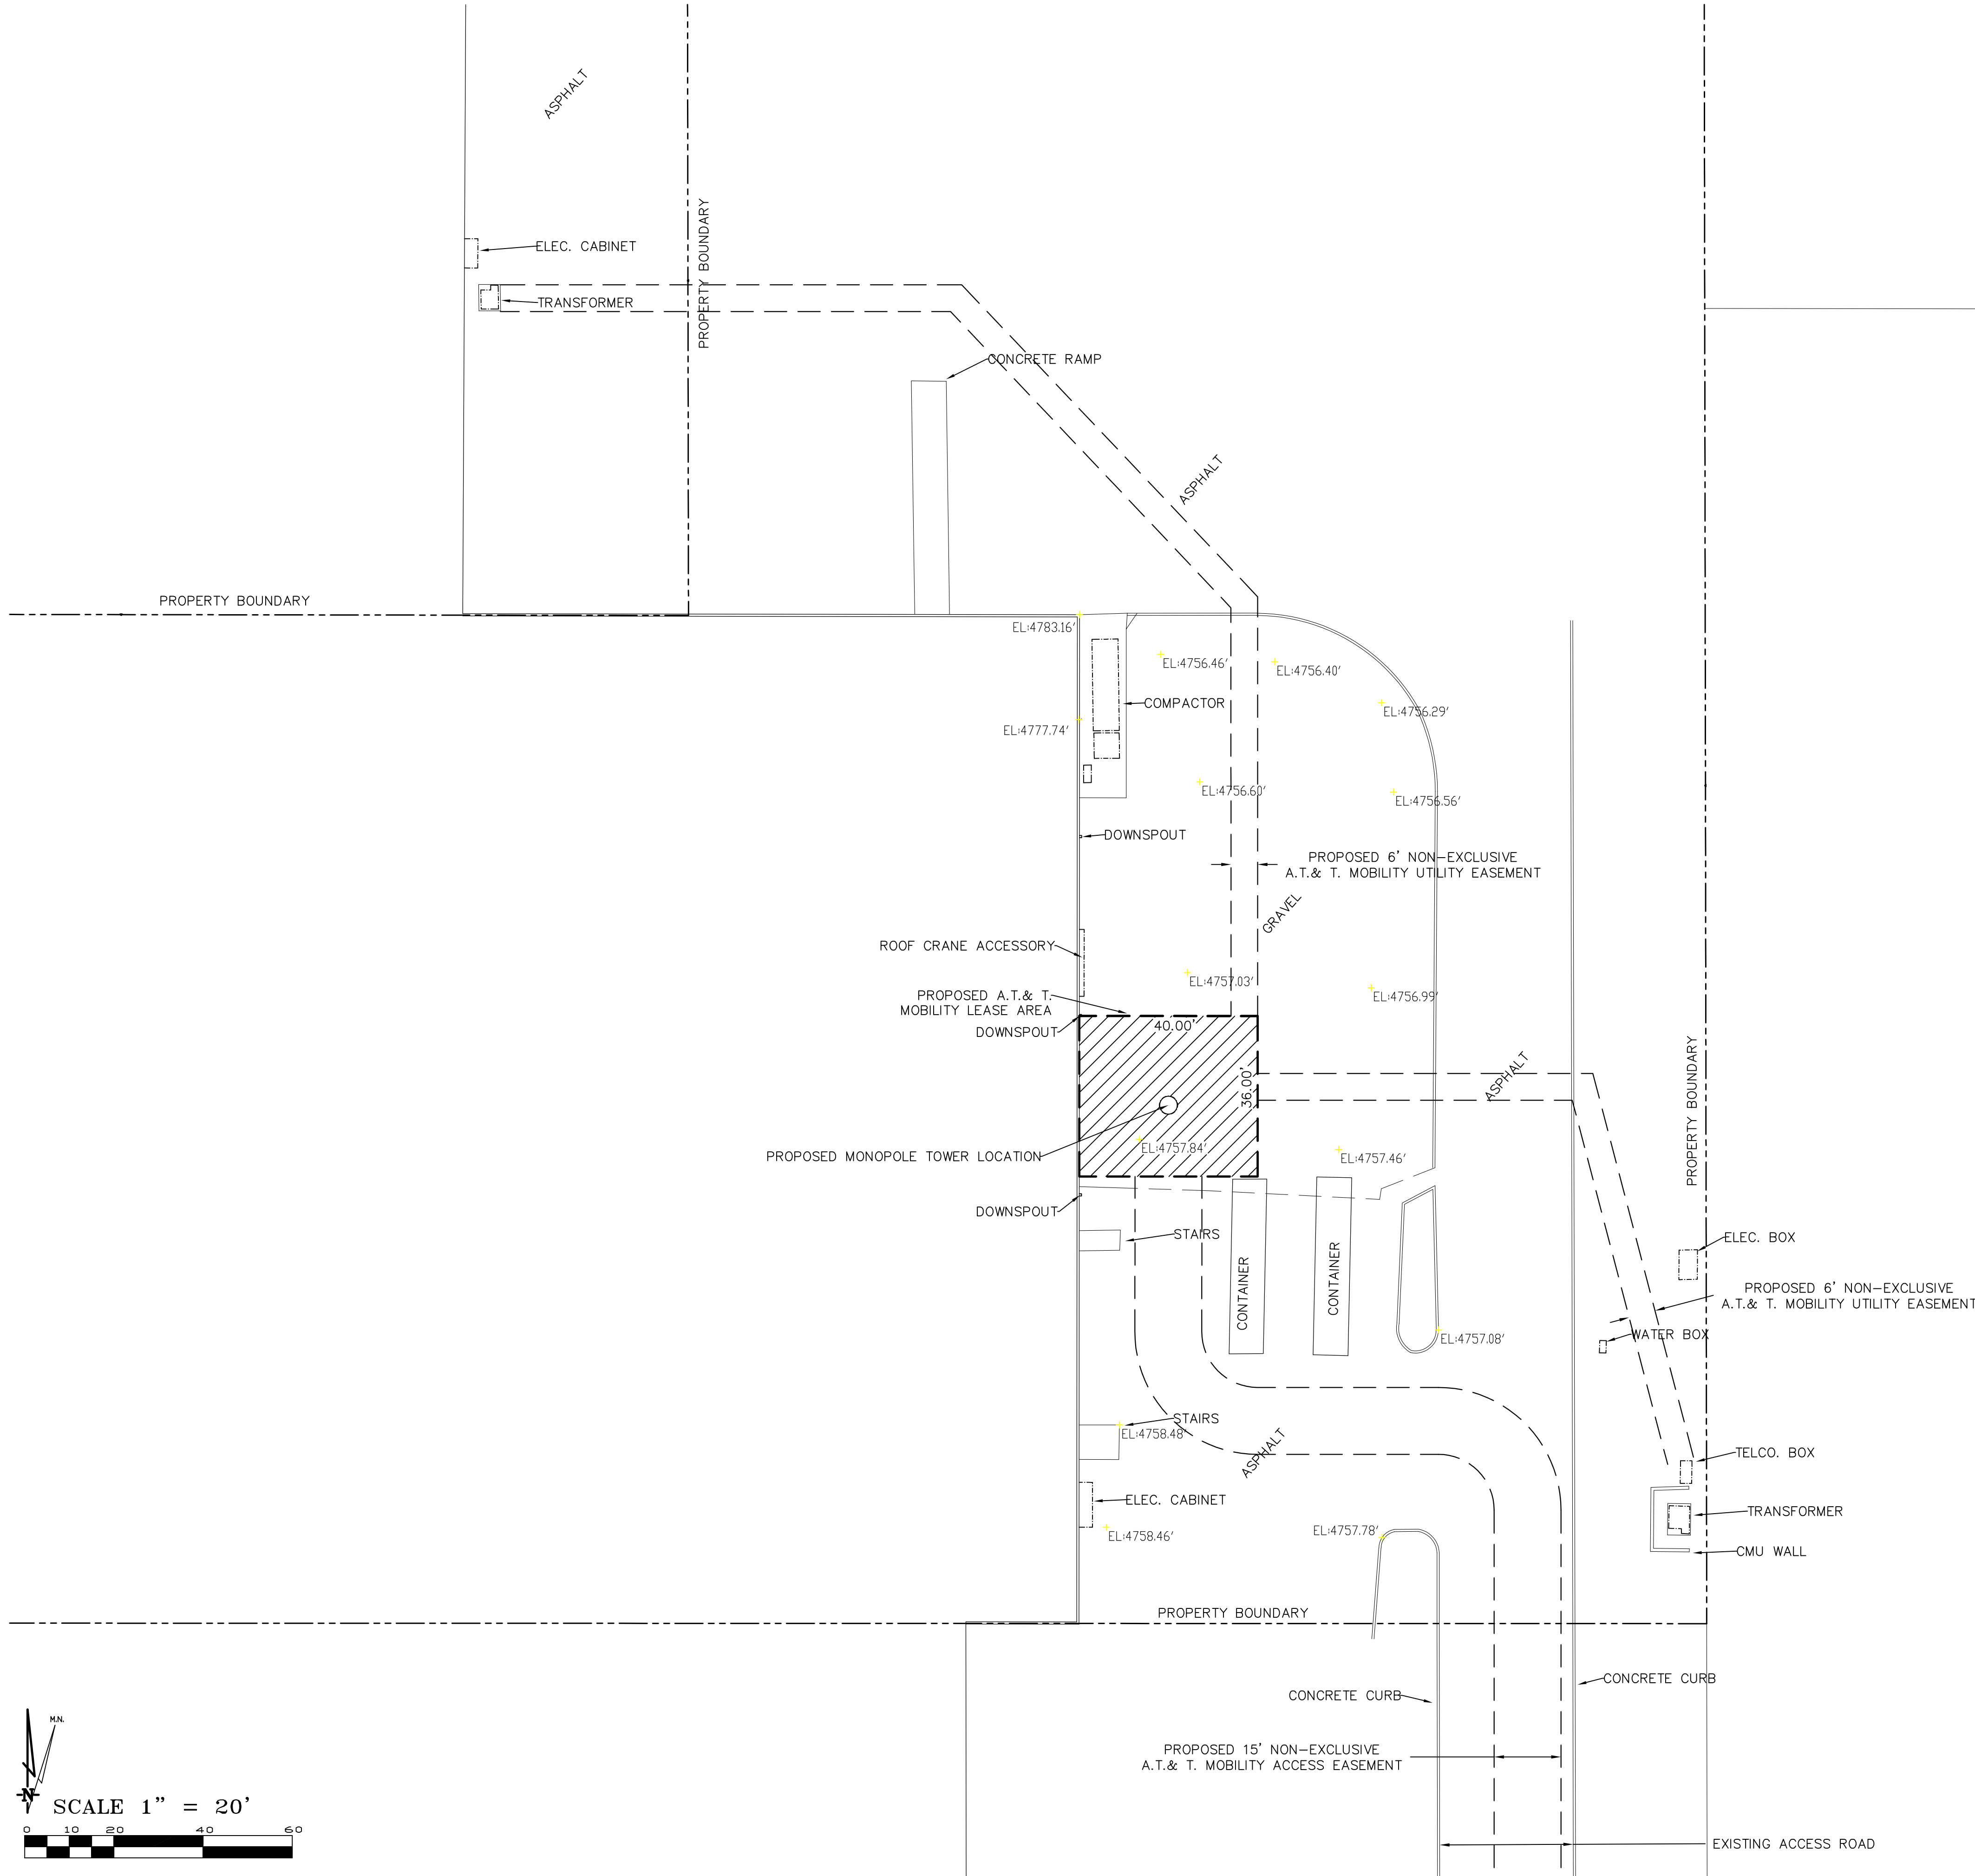 ASPHALT
PROPERTY BOUNDARY
ELEC. CABINET
TRANSFORMER
CONCRETE RAMP
ASPHALT
PROPERTY BOUNDARY
EL:4783.16'
EL:4756.46'
EL:4756.40'
COMPACTOR
EL:4756.29'
EL:4777.74'
EL:4756.60'
EL:4756.56'
DOWNSPOUT
PROPOSED 6' NON-EXCLUSIVE
A.T.& T. MOBILITY UTILITY EASEMENT
GRAVEL
ROOF CRANE ACCESSORY
EL:4757.03'
EL:4756.99'
PROPOSED A.T.& T.
MOBILITY LEASE AREA
40.00'
DOWNSPOUT
36.00'
ASPHALT
PROPERTY BOUNDARY
EL:4757.84'
PROPOSED MONOPOLE TOWER LOCATION
EL:4757.46'
DOWNSPOUT
STAIRS
ELEC. BOX
CONTAINER
CONTAINER
PROPOSED 6' NON-EXCLUSIVE
A.T.& T. MOBILITY UTILITY EASEMENT
WATER BOX
EL:4757.08'
STAIRS
EL:4758.48'
ASPHALT
TELCO. BOX
ELEC. CABINET
TRANSFORMER
EL:4758.46'
EL:4757.78'
CMU WALL
PROPERTY BOUNDARY
CONCRETE CURB
CONCRETE CURB
M.N.
PROPOSED 15' NON-EXCLUSIVE
A.T.& T. MOBILITY ACCESS EASEMENT
N
SCALE 1" = 20'
0 10 20 40 60
EXISTING ACCESS ROAD